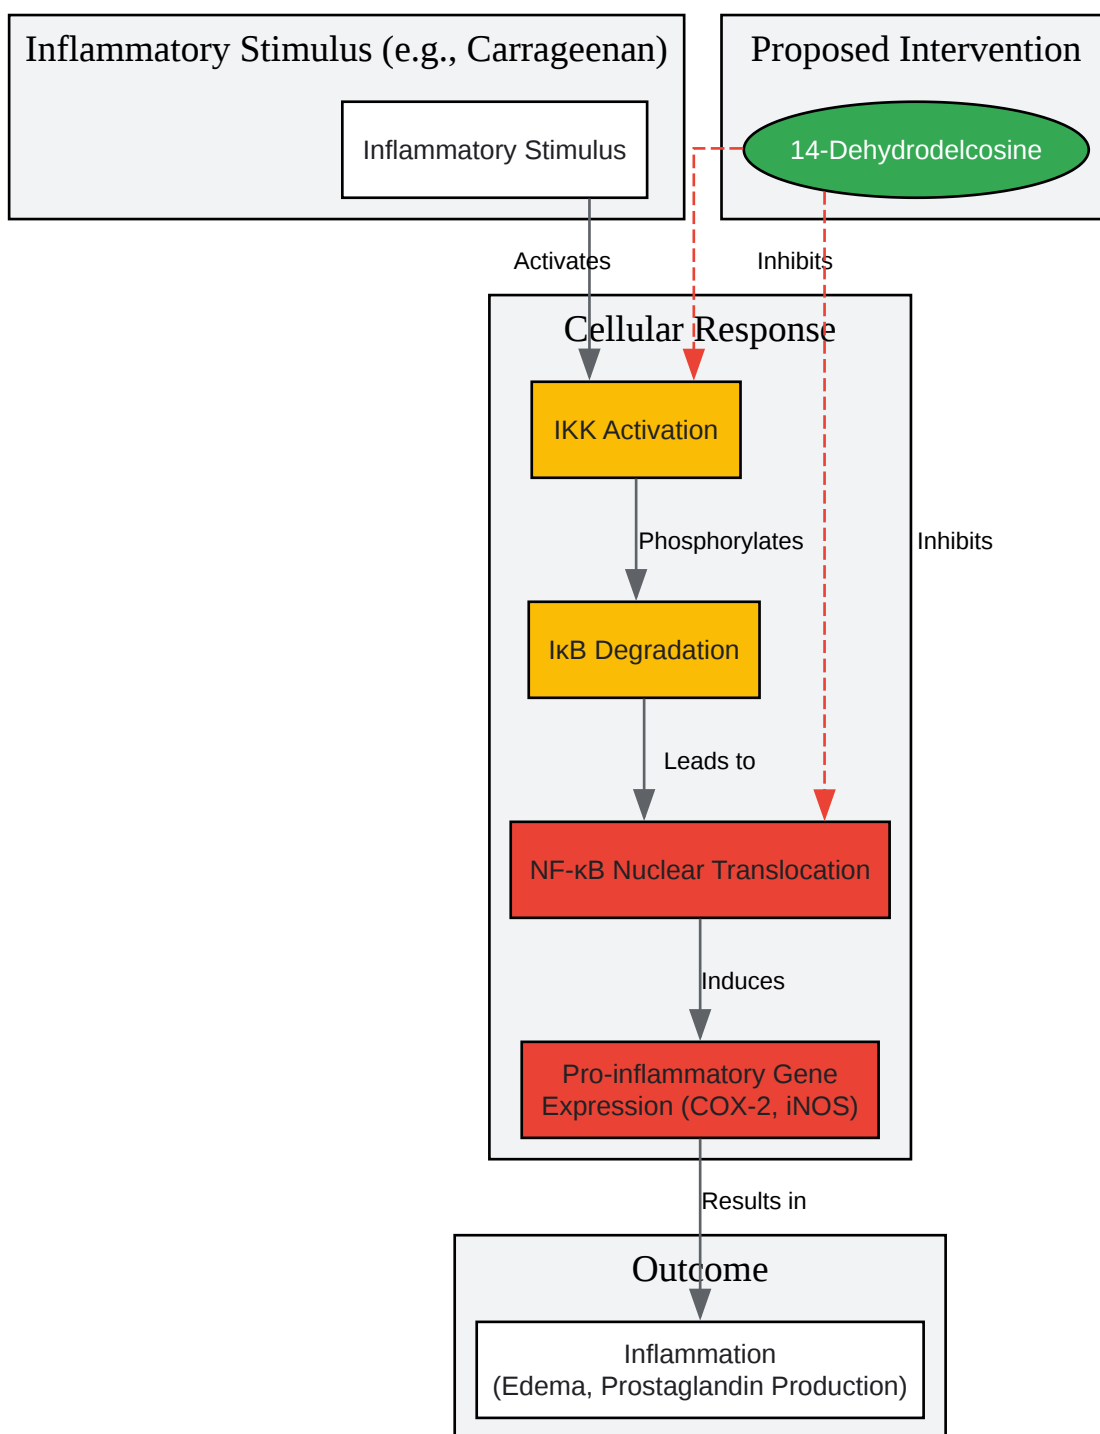 Inflammatory Stimulus (e.g., Carrageenan)
Proposed Intervention
Inflammatory Stimulus
14-Dehydrodelcosine
Activates
Inhibits
Cellular Response
IKK Activation
Phosphorylates
Inhibits
IκB Degradation
Leads to
NF-κB Nuclear Translocation
Induces
Pro-inflammatory Gene
Expression (COX-2, iNOS)
Results in
Outcome
Inflammation
(Edema, Prostaglandin Production)